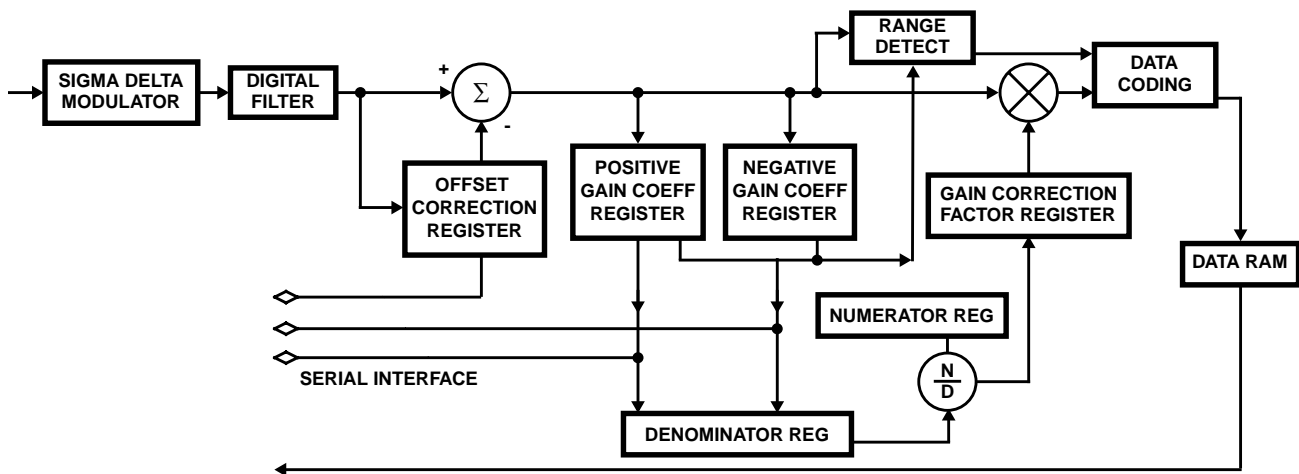 SIGMA DELTA
MODULATOR
DIGITAL
FILTER
+
Σ
-
RANGE
DETECT
DATA
CODING
OFFSET
CORRECTION
REGISTER
POSITIVE
GAIN COEFF
REGISTER
NEGATIVE
GAIN COEFF
REGISTER
GAIN CORRECTION
FACTOR REGISTER
DATA RAM
NUMERATOR REG
SERIAL INTERFACE
N
D
DENOMINATOR REG